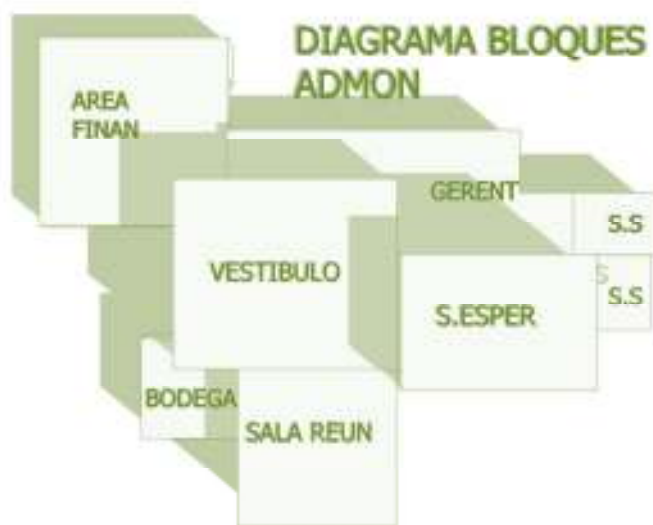 DIAGRAMA BLOQUES
ADMON
AREA
FINAN
GERENT
S.S
VESTIBULO
S
S.S
S.ESPER
BODEGA
SALA REUN